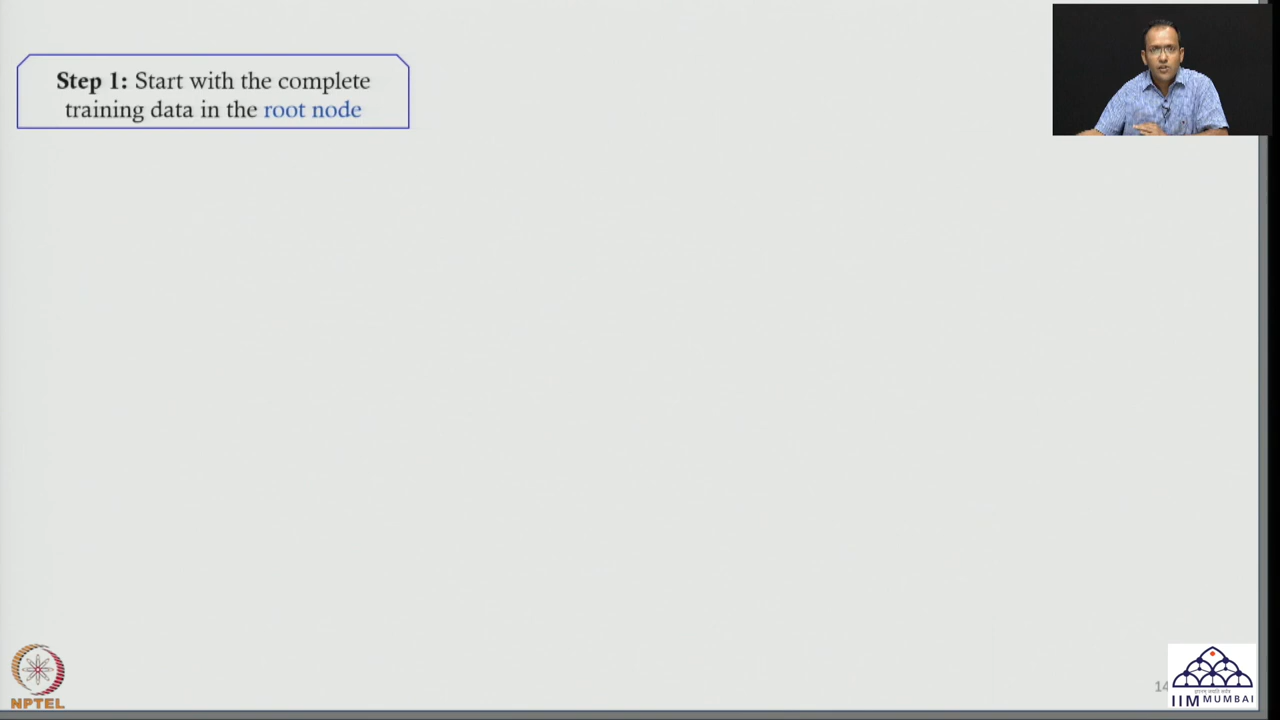 Step 1: Start with the complete
training data in the root node
NPTEL
14
IIM MUMBAI